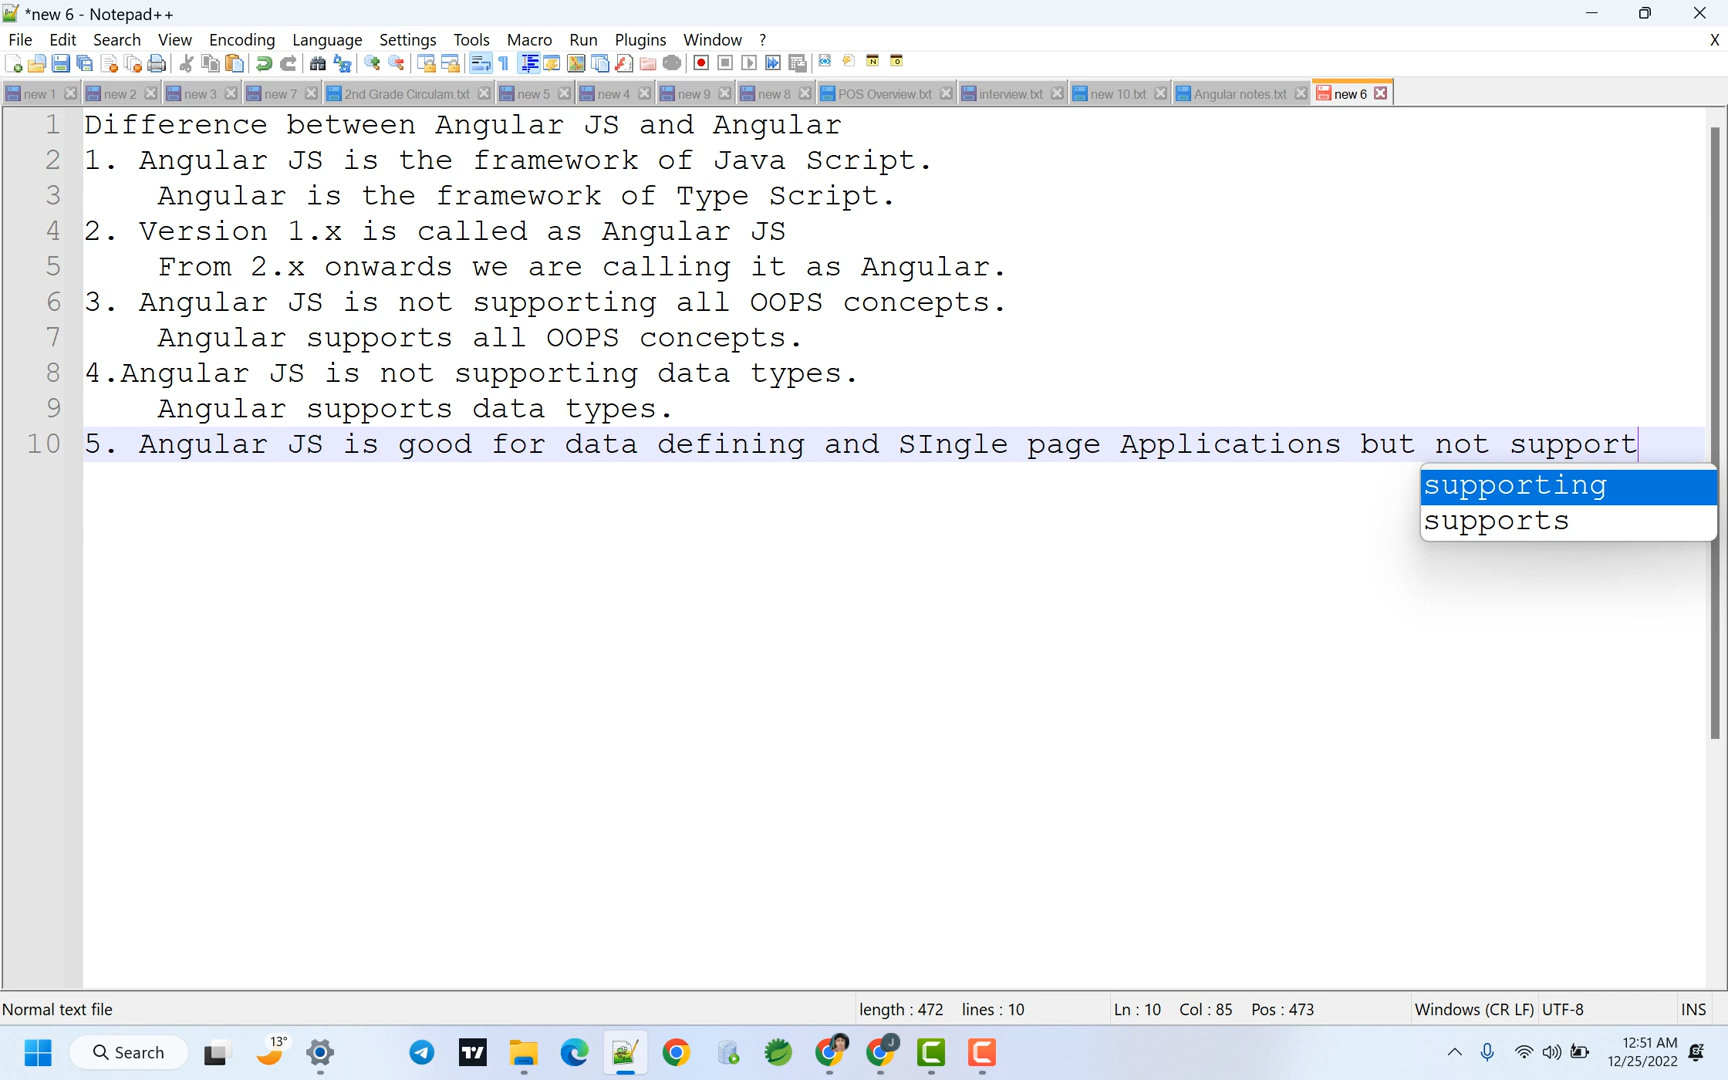 *new 6 - Notepad++
File Edit Search View Encoding Language Settings Tools Macro Run Plugins Window ? X
new 1 new 2 new 3 new 7 2nd Grade Circulam.txt new 5 new 4 new 9 new 8 POS Overview.txt interview.txt new 10.txt Angular notes.txt new 6
1 Difference between Angular JS and Angular
2 1. Angular JS is the framework of Java Script.
3 Angular is the framework of Type Script.
4 2. Version 1.x is called as Angular JS
5 From 2.x onwards we are calling it as Angular.
6 3. Angular JS is not supporting all OOPS concepts.
7 Angular supports all OOPS concepts.
8 4.Angular JS is not supporting data types.
9 Angular supports data types.
10 5. Angular JS is good for data defining and SIngle page Applications but not support
supporting
supports
Normal text file length : 472 lines : 10 Ln : 10 Col : 85 Pos : 473 Windows (CR LF) UTF-8 INS
Search 13° J 12:51 AM
12/25/2022